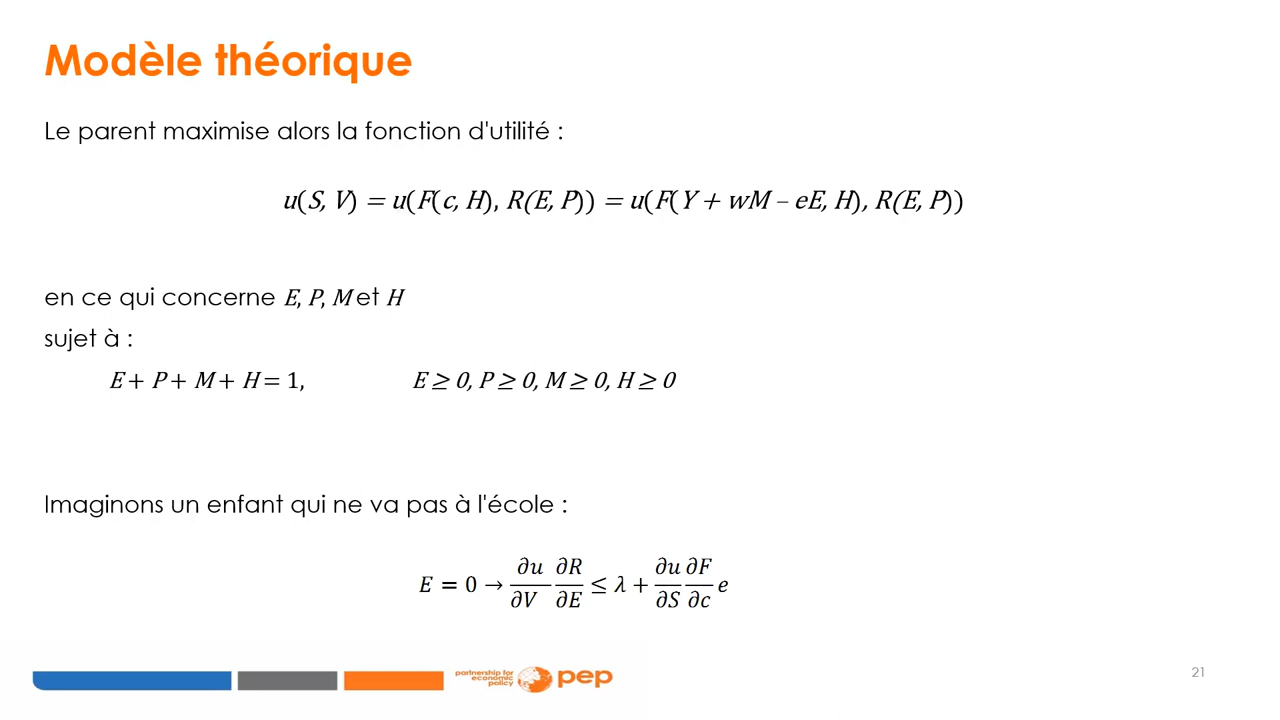 Modèle théorique
Le parent maximise alors la fonction d'utilité :
u(S, V) = u(F(c, H), R(E, P)) = u(F(Y + wM – eE, H), R(E, P))
en ce qui concerne E, P, M et H
sujet à :
E + P + M + H = 1, E ≥ 0, P ≥ 0, M ≥ 0, H ≥ 0
Imaginons un enfant qui ne va pas à l'école :
E = 0 → ∂u/∂V ∂R/∂E ≤ λ + ∂u/∂S ∂F/∂c e
partnership for
economic
policy
pep
21